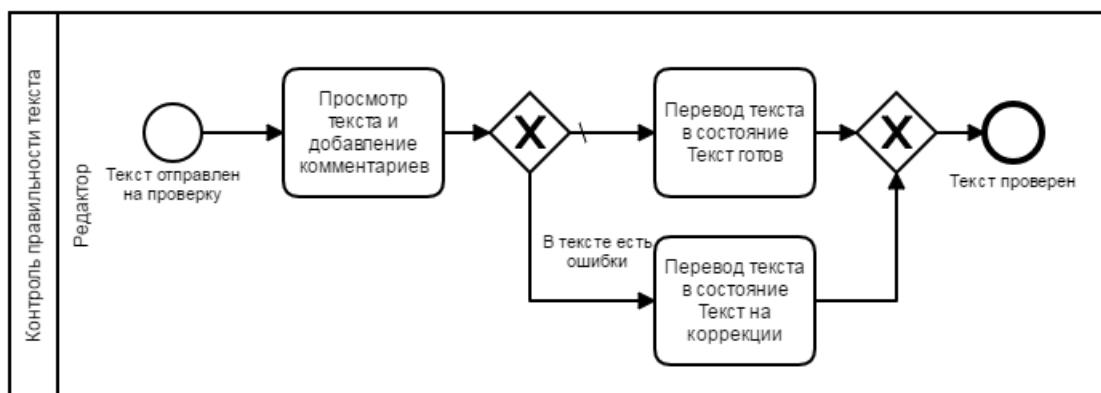 Контроль правильности текста
Редактор
Текст отправлен
на проверку
Просмотр
текста и
добавление
комментариев
X
Перевод текста
в состояние
Текст готов
X
Текст проверен
В тексте есть
ошибки
Перевод текста
в состояние
Текст на
коррекции